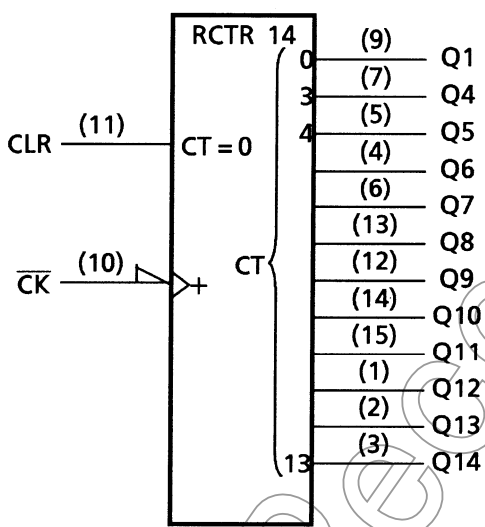 RCTR 14
0 (9) Q1
3 (7) Q4
4 (5) Q5
(4) Q6
(6) Q7
(13) Q8
(12) Q9
(14) Q10
(15) Q11
(1) Q12
(2) Q13
13 (3) Q14
CLR (11) CT = 0
CK (10) +
CT